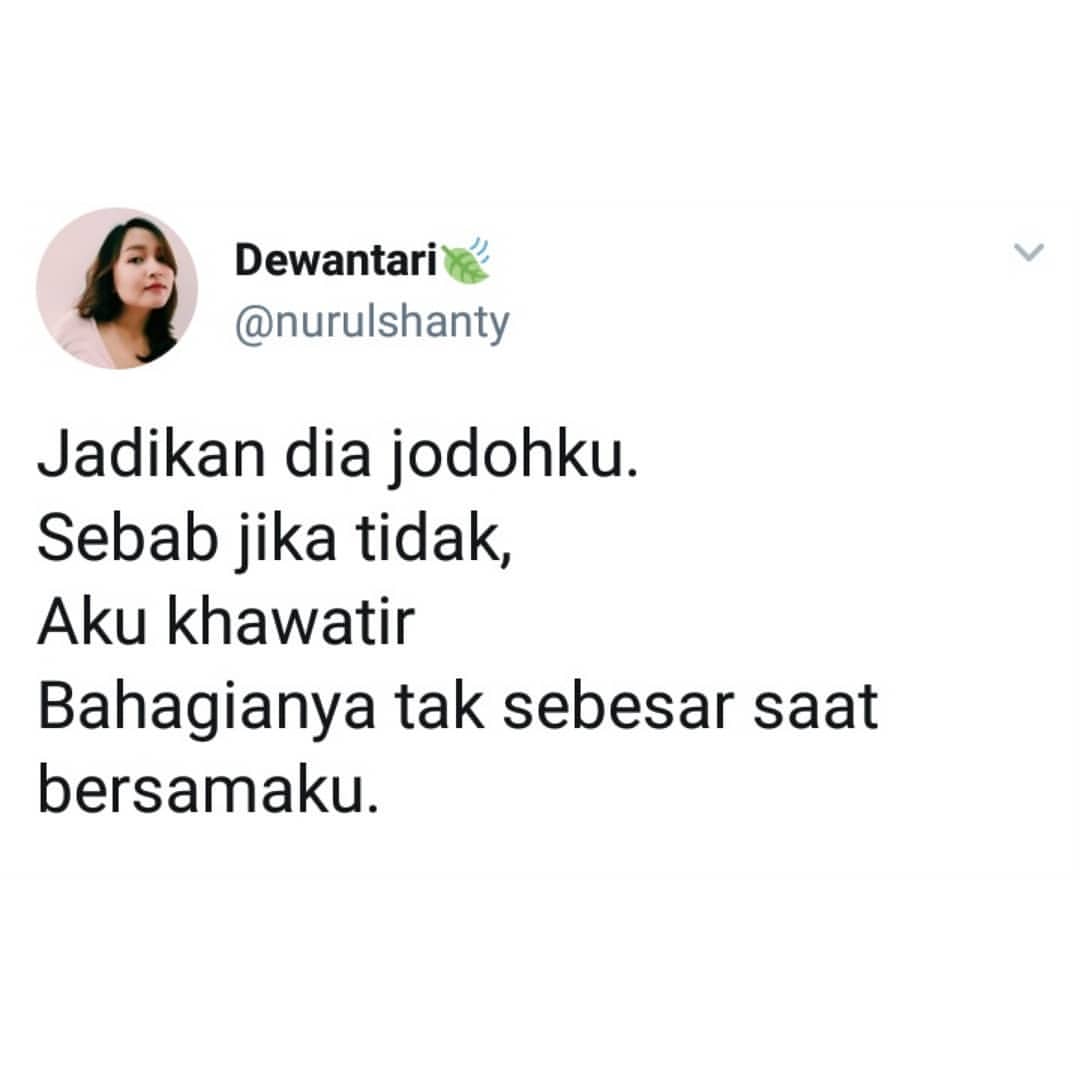 Dewantari🍃
@nurulshanty
Jadikan dia jodohku.
Sebab jika tidak,
Aku khawatir
Bahagianya tak sebesar saat
bersamaku.